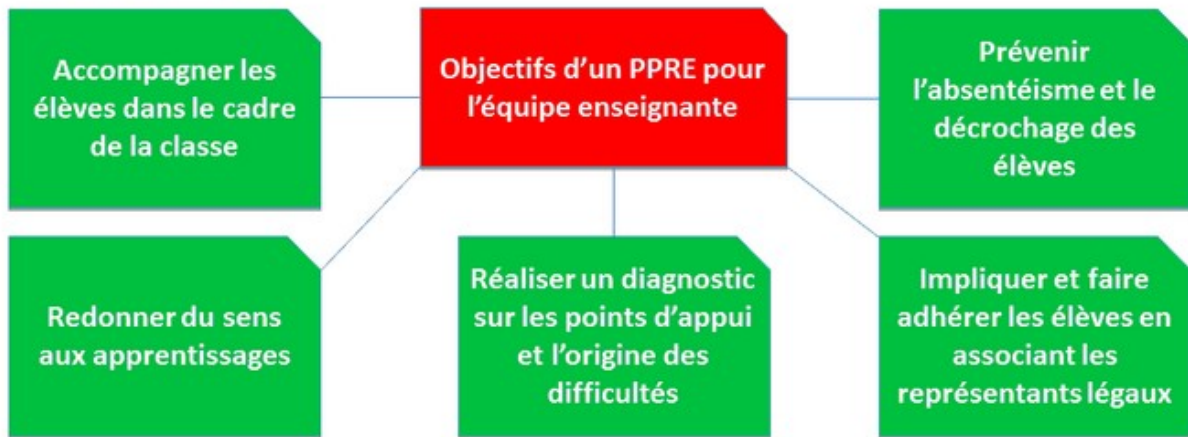 Accompagner les
élèves dans le cadre
de la classe
Objectifs d'un PPRE pour
l'équipe enseignante
Prévenir
l'absentéisme et le
décrochage des
élèves
Redonner du sens
aux apprentissages
Réaliser un diagnostic
sur les points d'appui
et l'origine des
difficultés
Impliquer et faire
adhérer les élèves en
associant les
représentants légaux